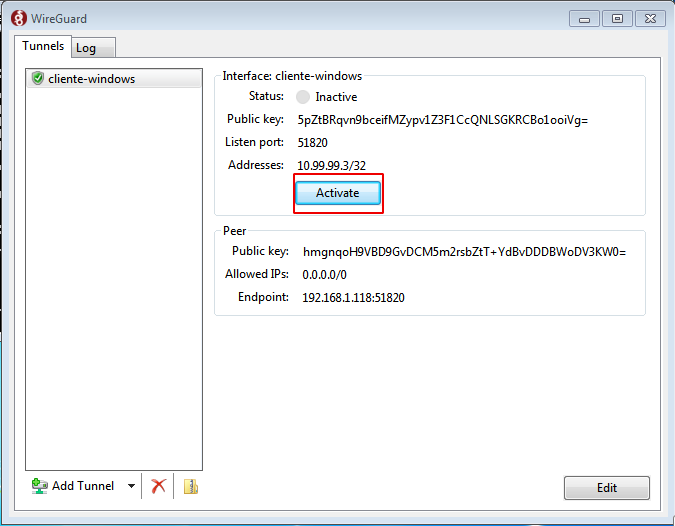 WireGuard
Tunnels Log
cliente-windows
Interface: cliente-windows
Status: Inactive
Public key: 5pZtBRqvn9bceifMZypv1Z3F1CcQNLSGKRCBo1ooiVg=
Listen port: 51820
Addresses: 10.99.99.3/32
Activate
Peer
Public key: hmgnqoH9VBD9GvDCM5m2rsbZtT+YdBvDDDBWoDV3KW0=
Allowed IPs: 0.0.0.0/0
Endpoint: 192.168.1.118:51820
Add Tunnel
Edit